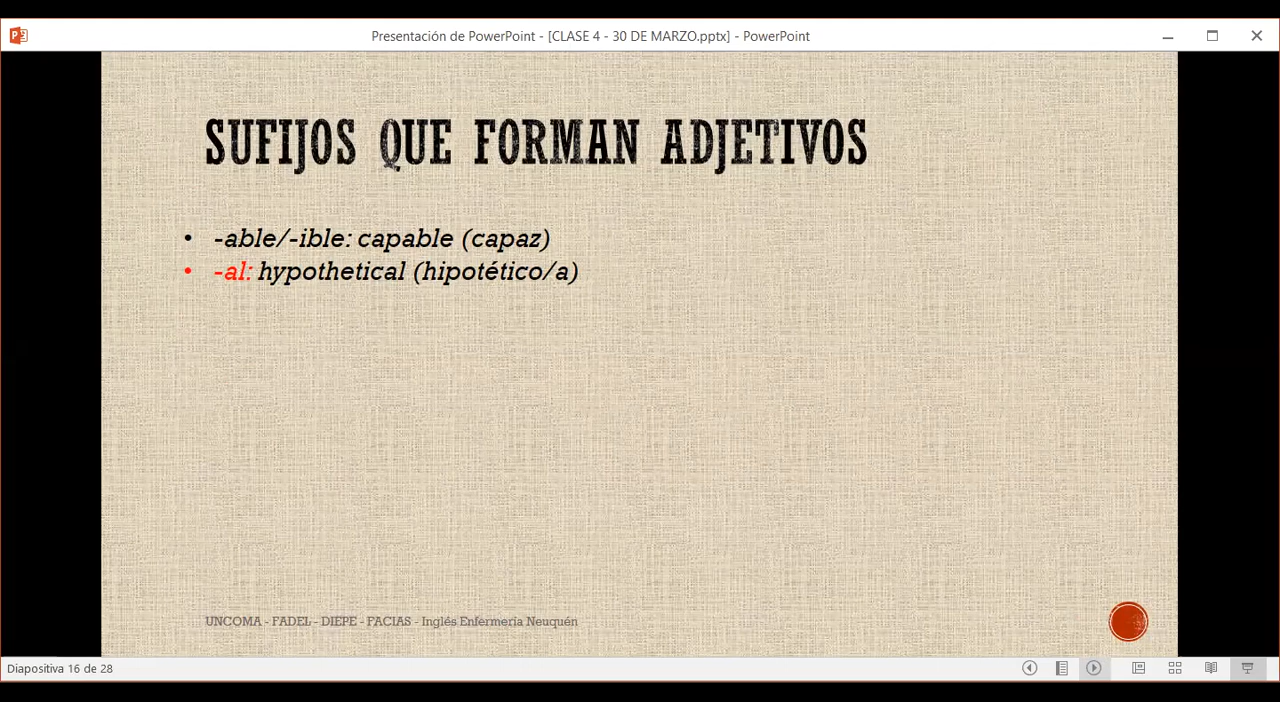 Presentación de PowerPoint - [CLASE 4 - 30 DE MARZO.pptx] - PowerPoint
SUFIJOS QUE FORMAN ADJETIVOS
• -able/-ible: capable (capaz)
• -al: hypothetical (hipotético/a)
UNCOMA - FADEL - DIEPE - FACIAS - Inglés Enfermería Neuquén
Diapositiva 16 de 28